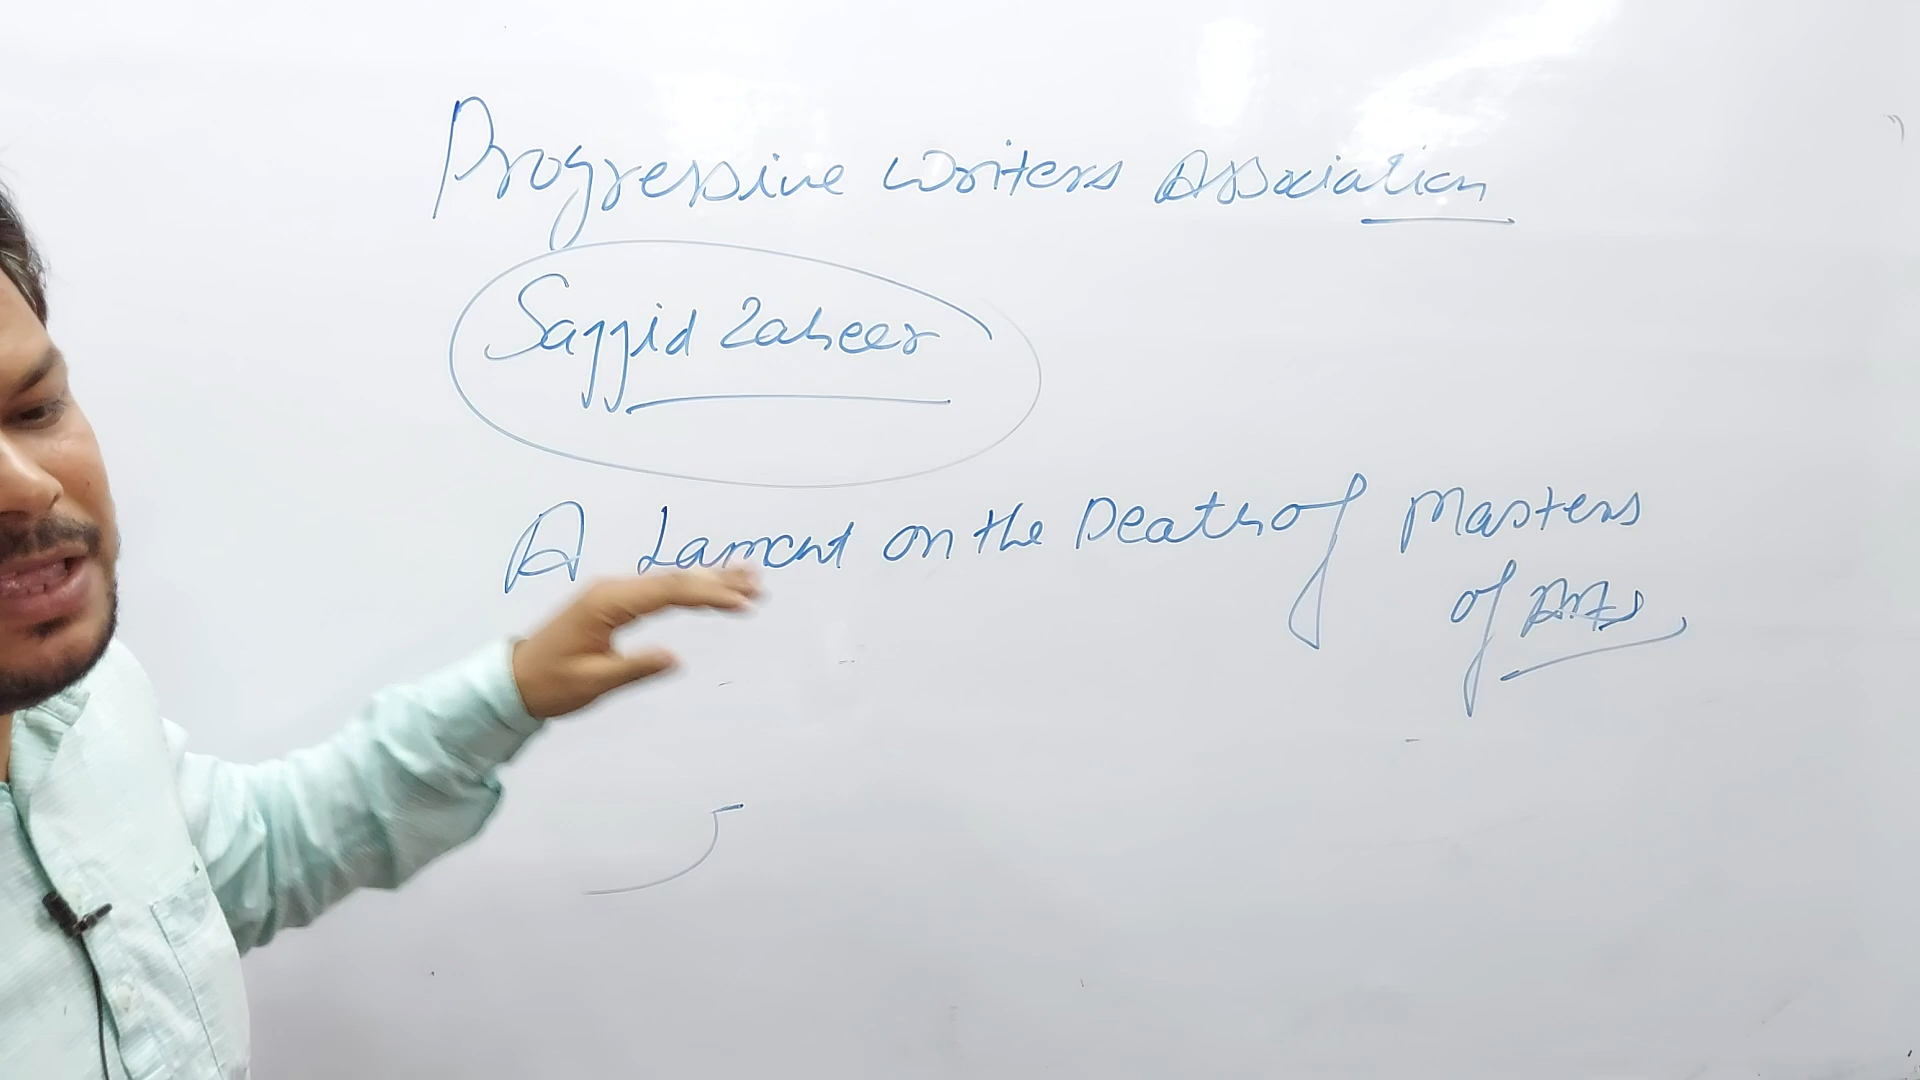 Progressive Writers Association
Sajjid Zaheer
A Lament on the Death of Masters
of Arts